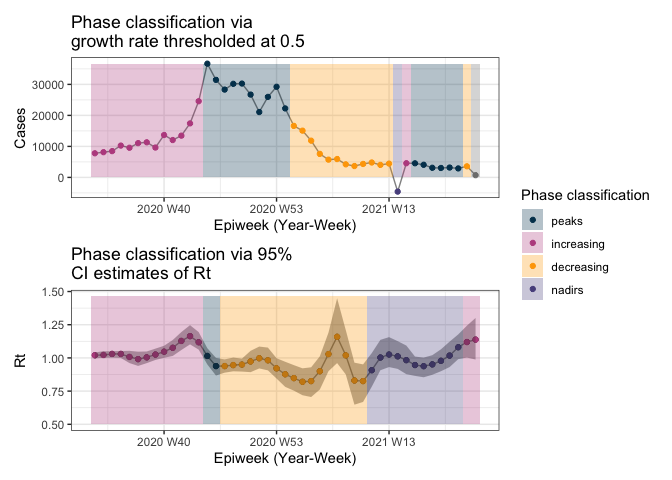 Phase classification via
growth rate thresholded at 0.5
Cases
30000
20000
10000
0
2020 W40
2020 W53
2021 W13
Epiweek (Year-Week)
Phase classification via 95%
CI estimates of Rt
Rt
1.50
1.25
1.00
0.75
0.50
2020 W40
2020 W53
2021 W13
Epiweek (Year-Week)
Phase classification
peaks
increasing
decreasing
nadirs